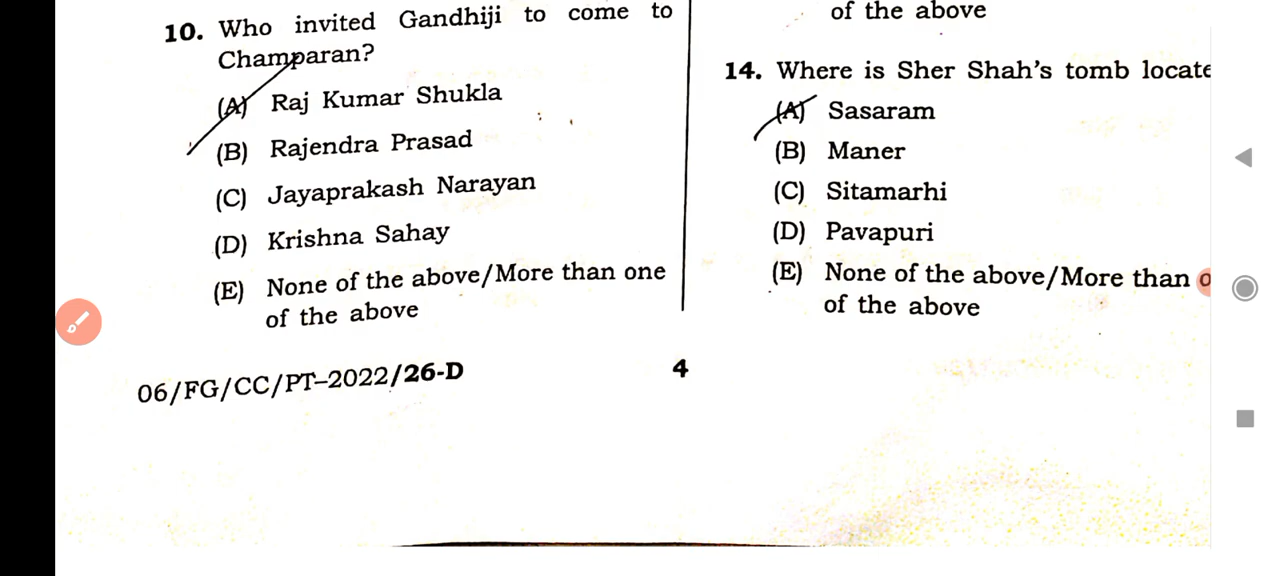 10. Who invited Gandhiji to come to
Champaran?
(A) Raj Kumar Shukla
(B) Rajendra Prasad
(C) Jayaprakash Narayan
(D) Krishna Sahay
(E) None of the above/More than one
of the above
of the above
14. Where is Sher Shah's tomb locate
(A) Sasaram
(B) Maner
(C) Sitamarhi
(D) Pavapuri
(E) None of the above/More than o
of the above
06/FG/CC/PT–2022/26-D
4